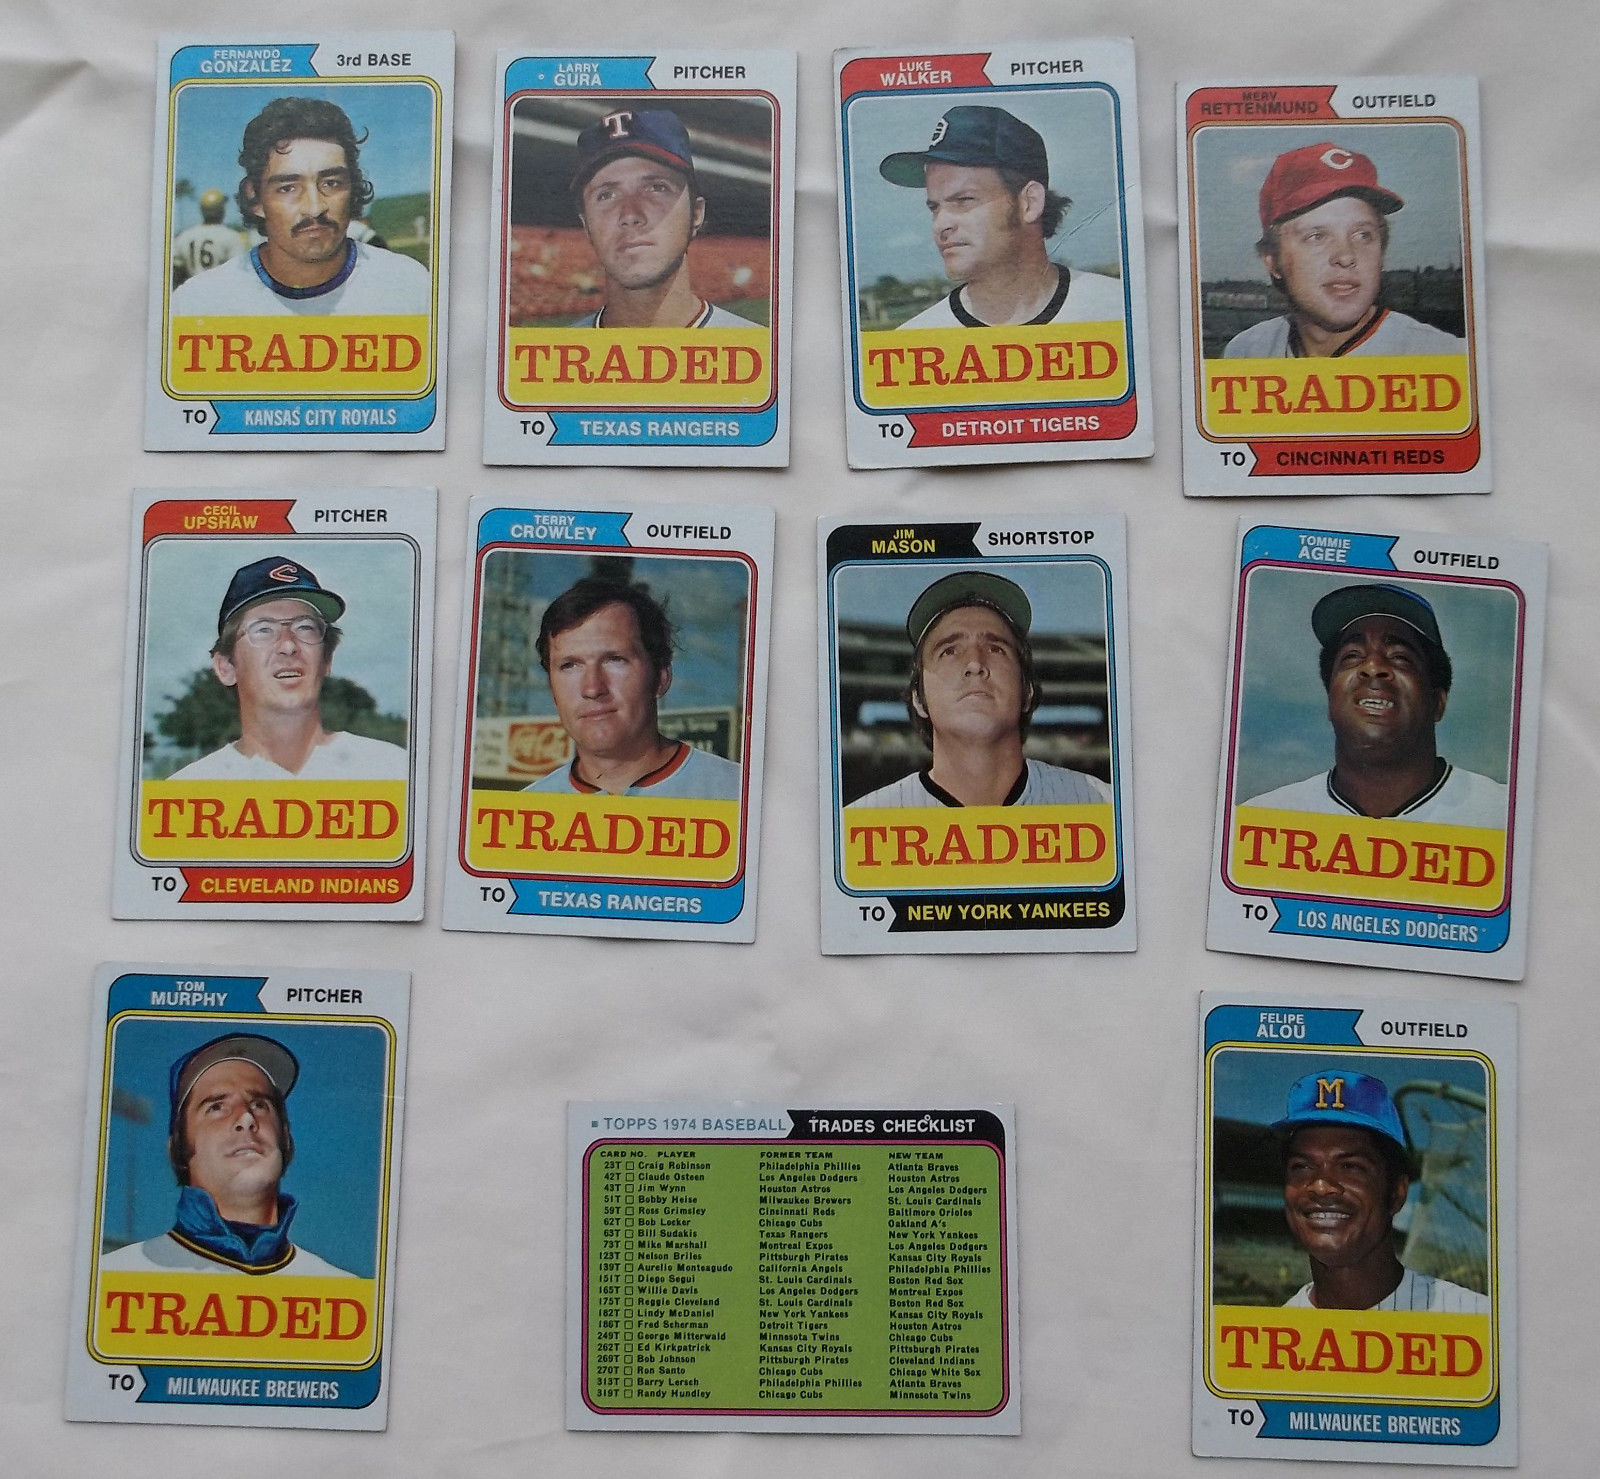 FERNANDO
GONZALEZ
3rd BASE
16
TRADED
TO KANSAS CITY ROYALS
LARRY
GURA
PITCHER
T
TRADED
TO TEXAS RANGERS
LUKE
WALKER
PITCHER
D
TRADED
TO DETROIT TIGERS
MERV
RETTENMUND
OUTFIELD
C
TRADED
TO CINCINNATI REDS
CECIL
UPSHAW
PITCHER
C
TRADED
TO CLEVELAND INDIANS
TERRY
CROWLEY
OUTFIELD
Coca-Cola
TRADED
TO TEXAS RANGERS
JIM
MASON
SHORTSTOP
TRADED
TO NEW YORK YANKEES
TOMMIE
AGEE
OUTFIELD
TRADED
TO LOS ANGELES DODGERS
TOM
MURPHY
PITCHER
TRADED
TO MILWAUKEE BREWERS
TOPPS 1974 BASEBALL TRADES CHECKLIST
CARD NO. PLAYER FORMER TEAM NEW TEAM
23T Craig Robinson Philadelphia Phillies Atlanta Braves
42T Claude Osteen Los Angeles Dodgers Houston Astros
43T Jim Wynn Houston Astros Los Angeles Dodgers
51T Bobby Heise Milwaukee Brewers St. Louis Cardinals
59T Ross Grimsley Cincinnati Reds Baltimore Orioles
62T Bob Locker Chicago Cubs Oakland A's
63T Bill Sudakis Texas Rangers New York Yankees
73T Mike Marshall Montreal Expos Los Angeles Dodgers
123T Nelson Briles Pittsburgh Pirates Kansas City Royals
139T Aurelio Monteagudo California Angels Philadelphia Phillies
151T Diego Segui St. Louis Cardinals Boston Red Sox
165T Willie Davis Los Angeles Dodgers Montreal Expos
175T Reggie Cleveland St. Louis Cardinals Boston Red Sox
182T Lindy McDaniel New York Yankees Kansas City Royals
186T Fred Scherman Detroit Tigers Houston Astros
249T George Mitterwald Minnesota Twins Chicago Cubs
262T Ed Kirkpatrick Kansas City Royals Pittsburgh Pirates
269T Bob Johnson Pittsburgh Pirates Cleveland Indians
270T Ron Santo Chicago Cubs Chicago White Sox
313T Barry Lersch Philadelphia Phillies Atlanta Braves
319T Randy Hundley Chicago Cubs Minnesota Twins
FELIPE
ALOU
OUTFIELD
M
TRADED
TO MILWAUKEE BREWERS